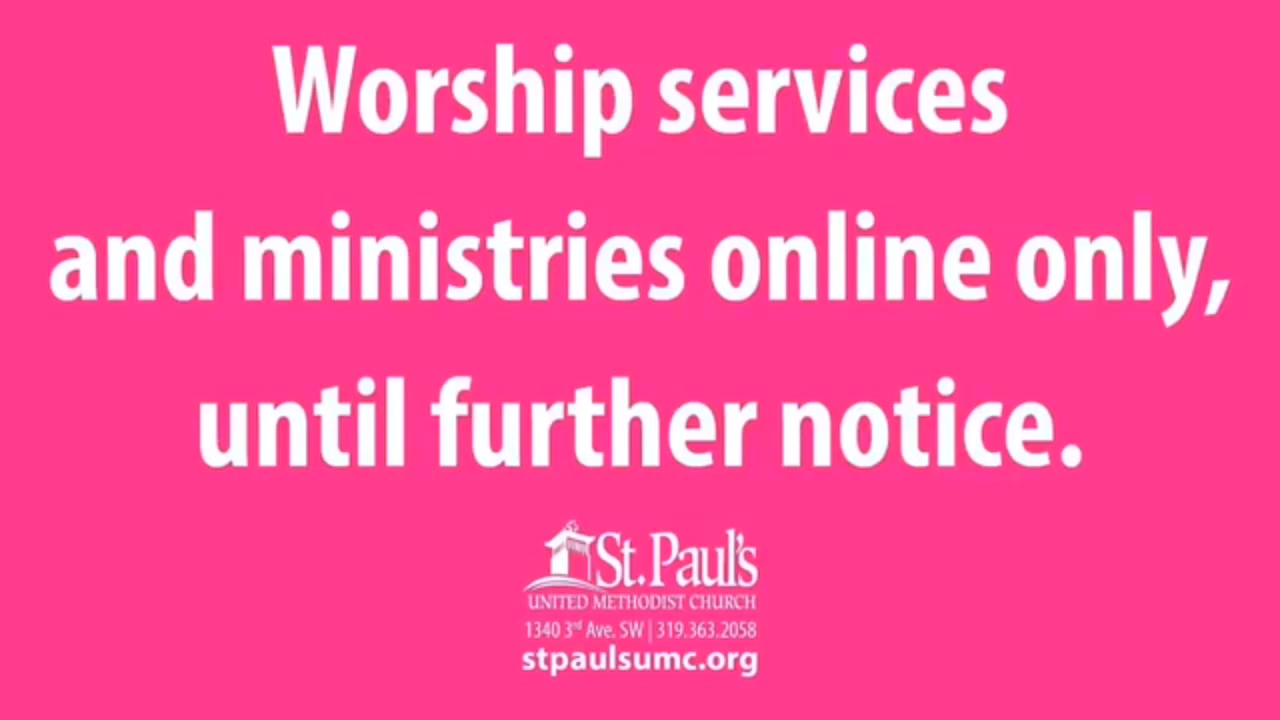 Worship services
and ministries online only,
until further notice.
St. Paul's
UNITED METHODIST CHURCH
1340 3rd Ave. SW | 319.363.2058
stpaulsumc.org